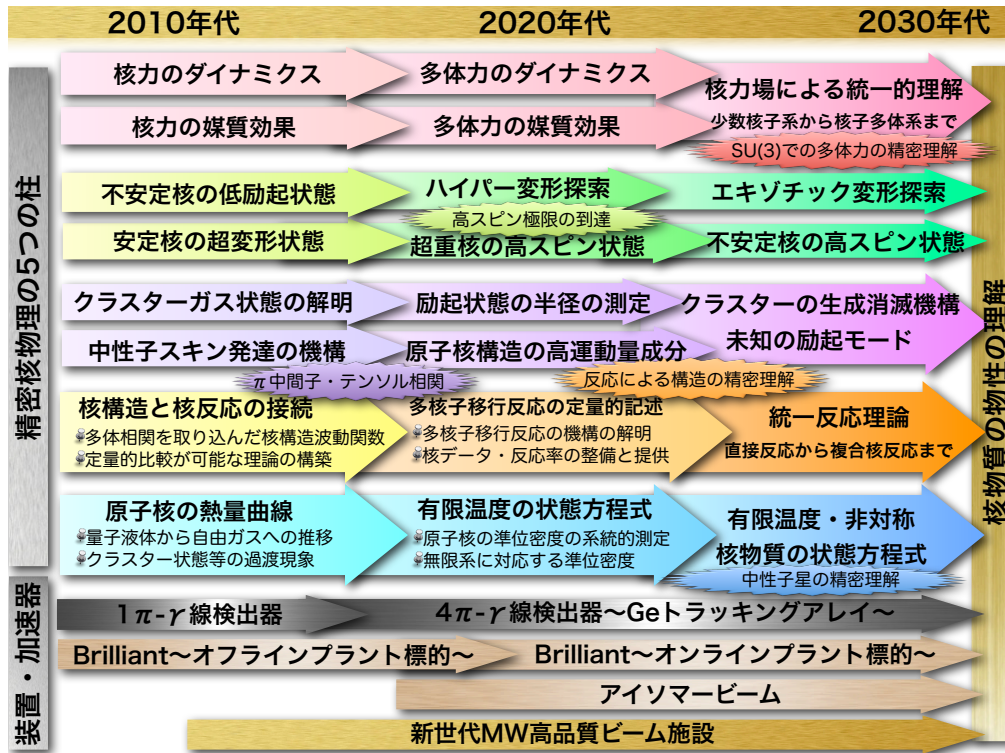 2010年代
2020年代
2030年代
精密核物理の5つの柱
核力のダイナミクス
多体力のダイナミクス
核力場による統一的理解
少数核子系から核子多体系まで
核力の媒質効果
多体力の媒質効果
SU(3)での多体力の精密理解
不安定核の低励起状態
ハイパー変形探索
エキゾチック変形探索
高スピン極限の到達
安定核の超変形状態
超重核の高スピン状態
不安定核の高スピン状態
クラスターガス状態の解明
励起状態の半径の測定
クラスターの生成消滅機構
未知の励起モード
中性子スキン発達の機構
原子核構造の高運動量成分
π中間子・テンソル相関
反応による構造の精密理解
核構造と核反応の接続
多体相関を取り込んだ核構造波動関数
定量的比較が可能な理論の構築
多核子移行反応の定量的記述
多核子移行反応の機構の解明
核データ・反応率の整備と提供
統一反応理論
直接反応から複合核反応まで
原子核の熱量曲線
量子液体から自由ガスへの推移
クラスター状態等の過渡現象
有限温度の状態方程式
原子核の準位密度の系統的測定
無限系に対応する準位密度
有限温度・非対称
核物質の状態方程式
中性子星の精密理解
核物質の物性の理解
装置・加速器
1π-γ線検出器
4π-γ線検出器〜Geトラッキングアレイ〜
Brilliant〜オフラインプラント標的〜
Brilliant〜オンラインプラント標的〜
アイソマービーム
新世代MW高品質ビーム施設